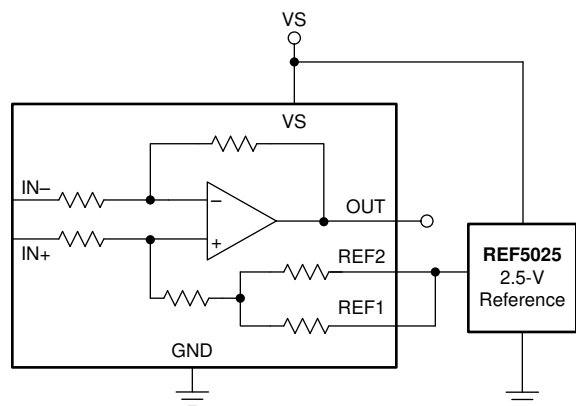 VS
VS
IN–
–
OUT
+
IN+
REF2
REF1
GND
REF5025
2.5-V
Reference